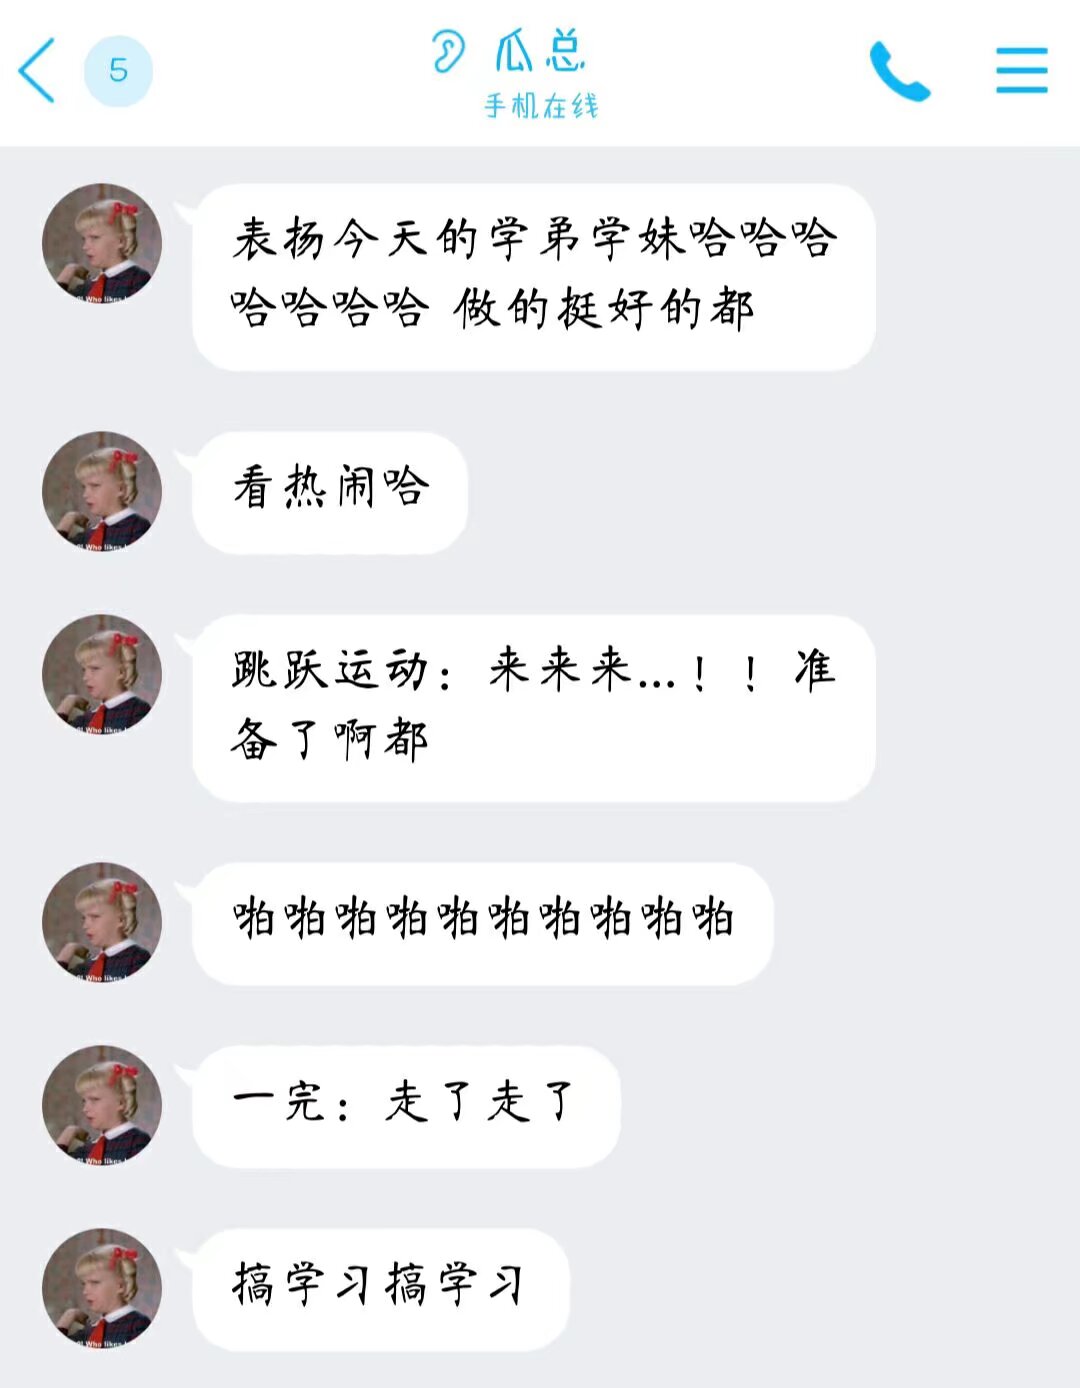 5
瓜总
手机在线
表扬今天的学弟学妹哈哈哈
哈哈哈哈 做的挺好的都
看热闹哈
跳跃运动：来来来...！！准
备了啊都
啪啪啪啪啪啪啪啪啪啪
一完：走了走了
搞学习搞学习